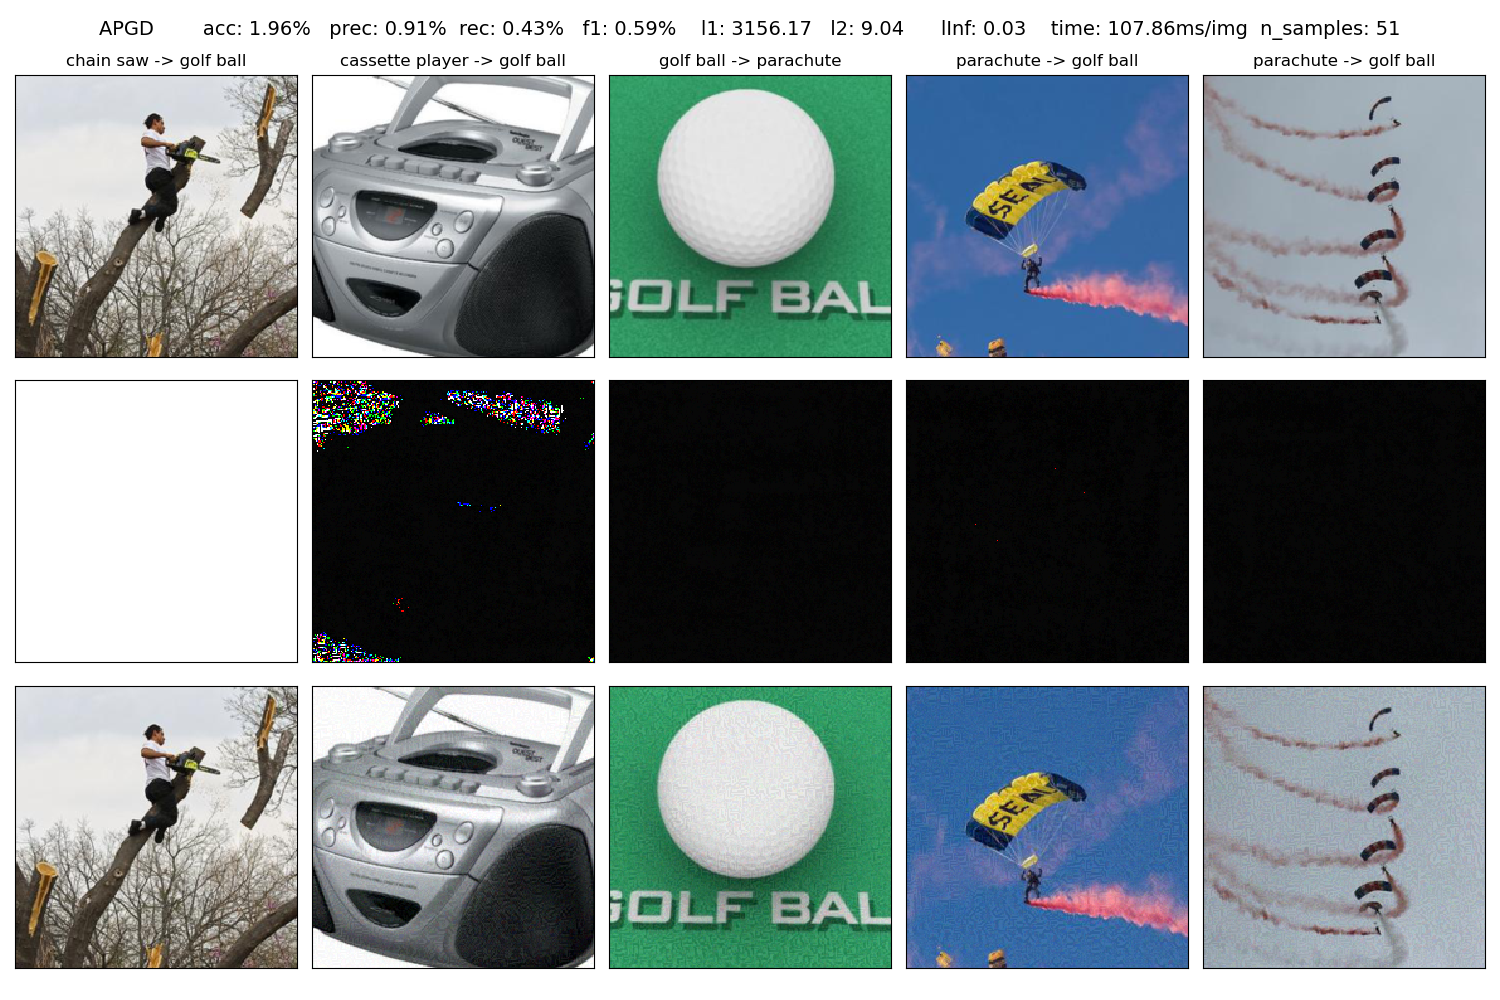 APGD acc: 1.96% prec: 0.91% rec: 0.43% f1: 0.59% l1: 3156.17 l2: 9.04 lInf: 0.03 time: 107.86ms/img n_samples: 51
chain saw -> golf ball
cassette player -> golf ball
golf ball -> parachute
parachute -> golf ball
parachute -> golf ball
GOLF BAL
SEAL
GOLF BAL
SEAL